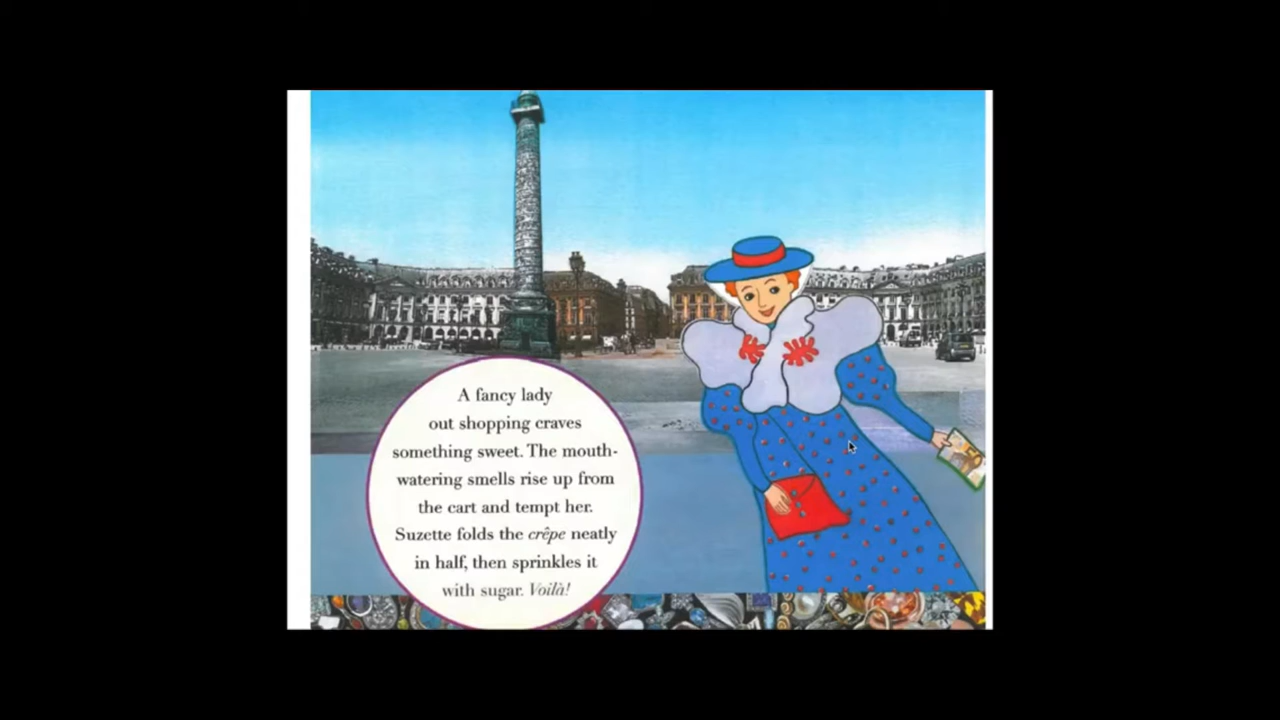 A fancy lady
out shopping craves
something sweet. The mouth-
watering smells rise up from
the cart and tempt her.
Suzette folds the crêpe neatly
in half, then sprinkles it
with sugar. Voilà!
50